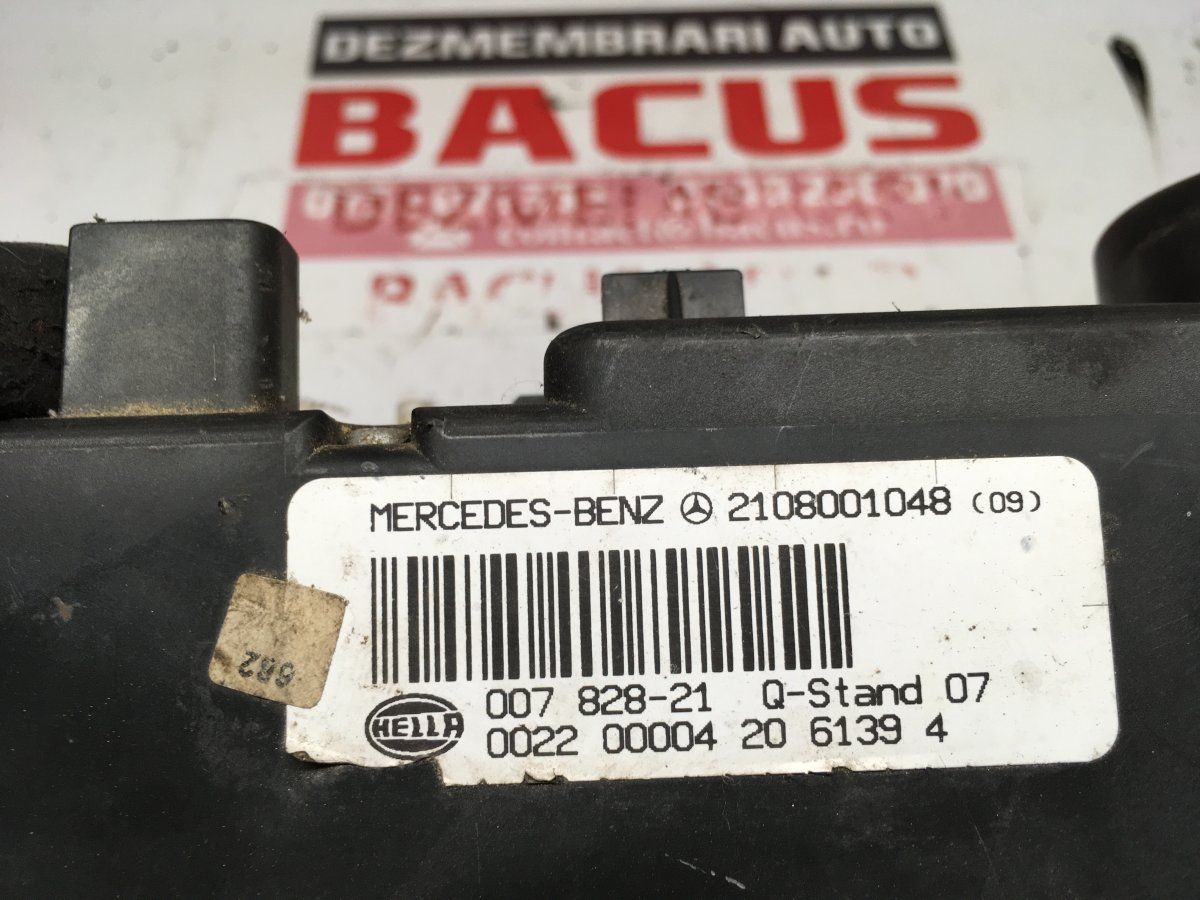 DEZMEMBRARI AUTO
BACUS
MERCEDES-BENZ 2108001048 (09)
682
HELLA
007 828-21 Q-Stand 07
0022 00004 20 6139 4